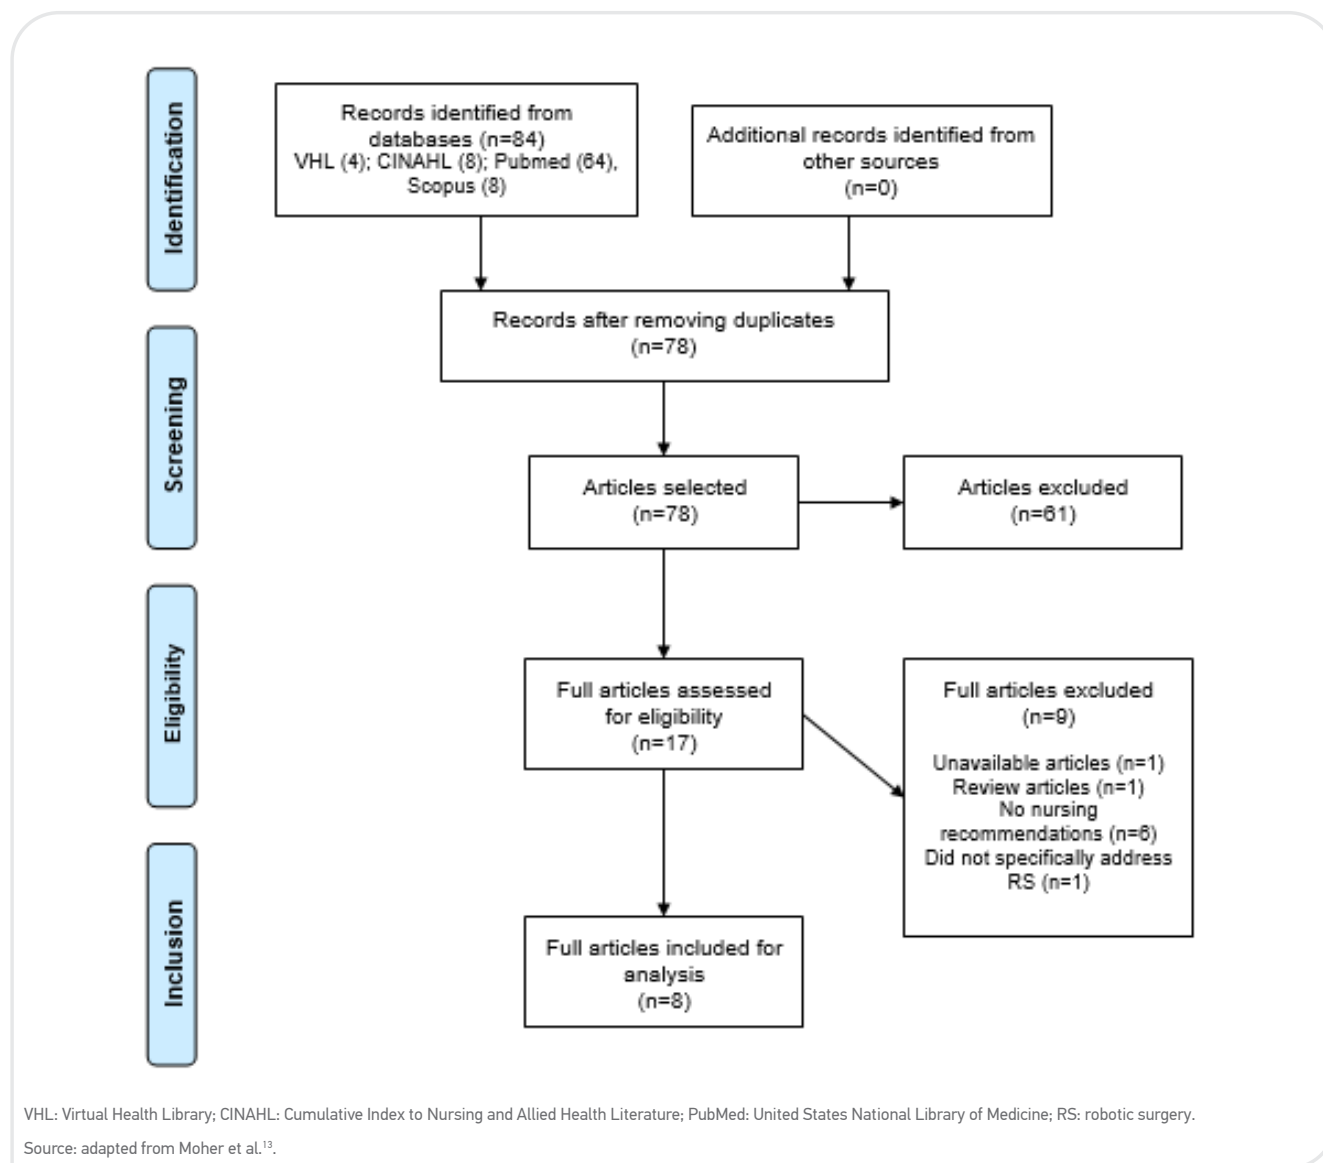 Identification
Records identified from
databases (n=84)
VHL (4); CINAHL (8); Pubmed (64),
Scopus (8)
Additional records identified from
other sources
(n=0)
Records after removing duplicates
(n=78)
Screening
Articles selected
(n=78)
Articles excluded
(n=61)
Eligibility
Full articles assessed
for eligibility
(n=17)
Full articles excluded
(n=9)
Unavailable articles (n=1)
Review articles (n=1)
No nursing
recommendations (n=6)
Did not specifically address
RS (n=1)
Inclusion
Full articles included for
analysis
(n=8)
VHL: Virtual Health Library; CINAHL: Cumulative Index to Nursing and Allied Health Literature; PubMed: United States National Library of Medicine; RS: robotic surgery.
Source: adapted from Moher et al.¹³.